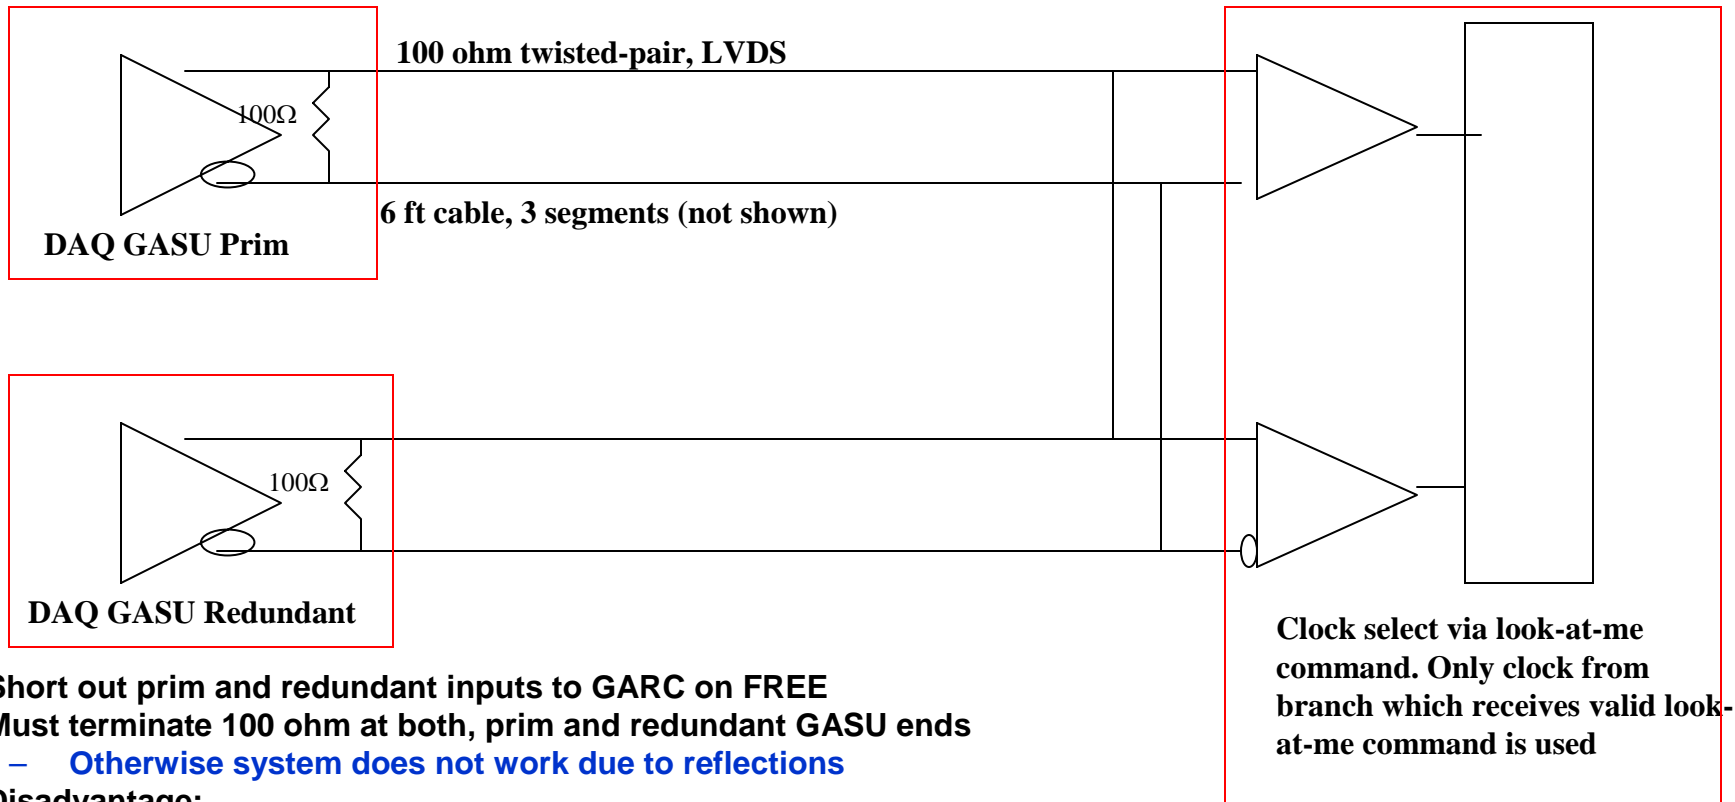 100 ohm twisted-pair, LVDS
100Ω
6 ft cable, 3 segments (not shown)
DAQ GASU Prim
100Ω
DAQ GASU Redundant
Clock select via look-at-me
command. Only clock from
branch which receives valid look-
at-me command is used
Short out prim and redundant inputs to GARC on FREE
Must terminate 100 ohm at both, prim and redundant GASU ends
– Otherwise system does not work due to reflections
Disadvantage: